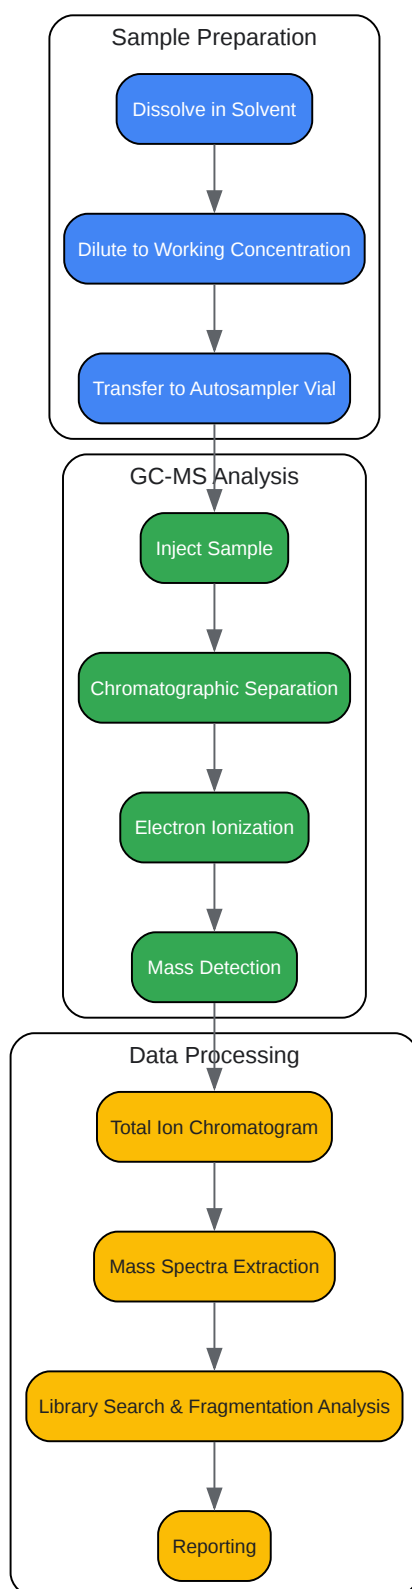 Sample Preparation
Dissolve in Solvent
Dilute to Working Concentration
Transfer to Autosampler Vial
GC-MS Analysis
Inject Sample
Chromatographic Separation
Electron Ionization
Mass Detection
Data Processing
Total Ion Chromatogram
Mass Spectra Extraction
Library Search & Fragmentation Analysis
Reporting